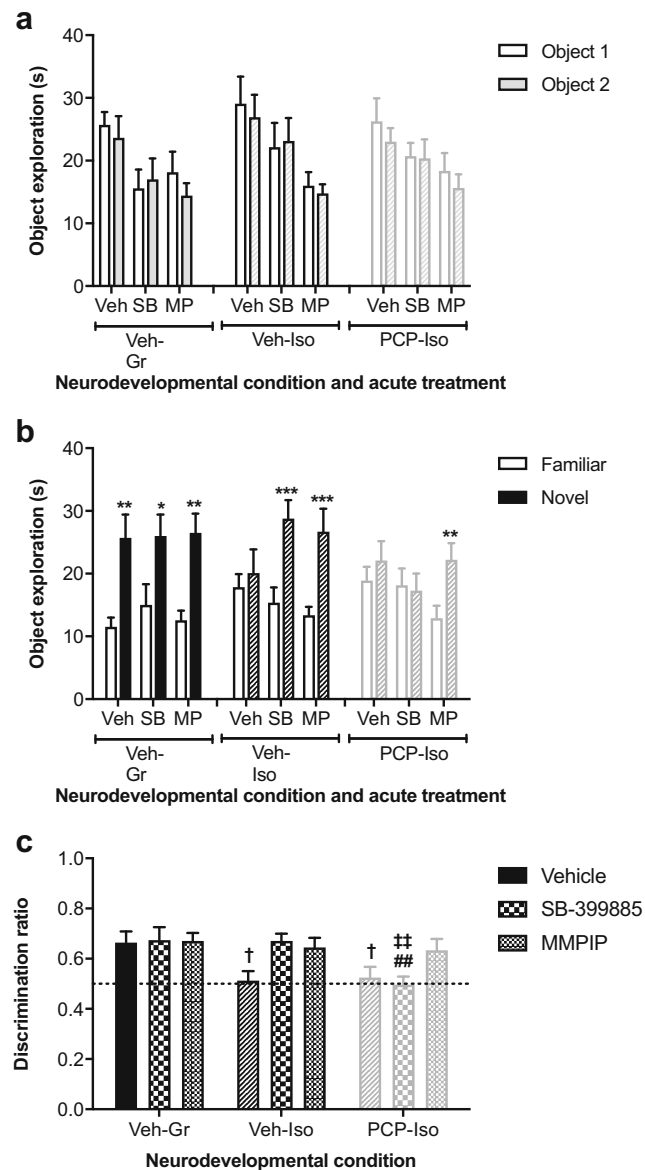 a
40
30
20
10
0
Object exploration (s)
Object 1
Object 2
Veh SB MP Veh SB MP Veh SB MP
Veh-
Gr
Veh-Iso
PCP-Iso
Neurodevelopmental condition and acute treatment
b
40
30
20
10
0
Object exploration (s)
Familiar
Novel
** * ** *** *** **
Veh SB MP Veh SB MP Veh SB MP
Veh-
Gr
Veh-
Iso
PCP-Iso
Neurodevelopmental condition and acute treatment
c
1.0
0.8
0.6
0.4
0.2
0.0
Discrimination ratio
Vehicle
SB-399885
MMPIP
† † ‡‡
##
Veh-Gr Veh-Iso PCP-Iso
Neurodevelopmental condition